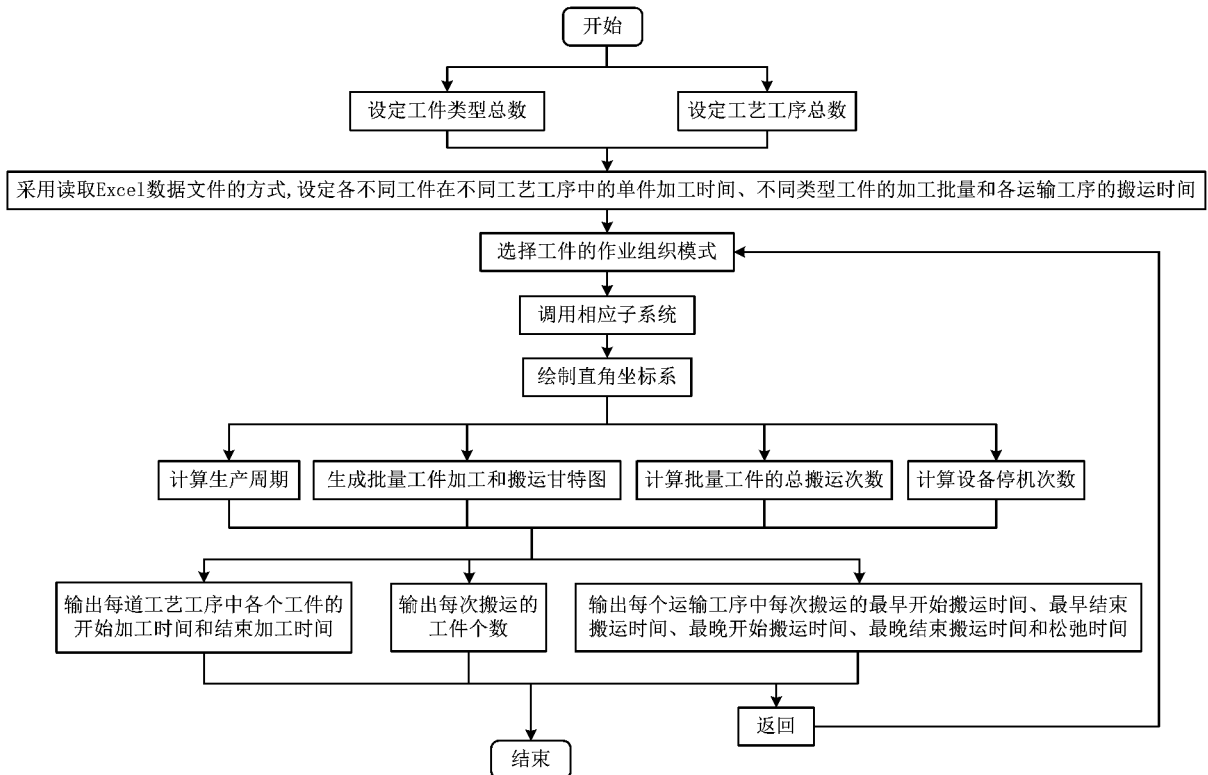 开始
设定工件类型总数
设定工艺工序总数
采用读取Excel数据文件的方式,设定各不同工件在不同工艺工序中的单件加工时间、不同类型工件的加工批量和各运输工序的搬运时间
选择工件的作业组织模式
调用相应子系统
绘制直角坐标系
计算生产周期
生成批量工件加工和搬运甘特图
计算批量工件的总搬运次数
计算设备停机次数
输出每道工艺工序中各个工件的
开始加工时间和结束加工时间
输出每次搬运的
工件个数
输出每个运输工序中每次搬运的最早开始搬运时间、最早结束
搬运时间、最晚开始搬运时间、最晚结束搬运时间和松弛时间
返回
结束